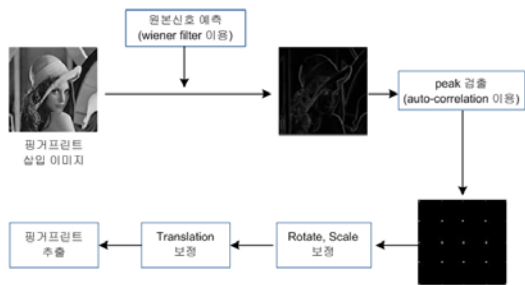 원본신호 예측
(wiener filter 이용)
핑거프린트
삽입 이미지
peak 검출
(auto-correlation 이용)
Rotate, Scale
보정
Translation
보정
핑거프린트
추출